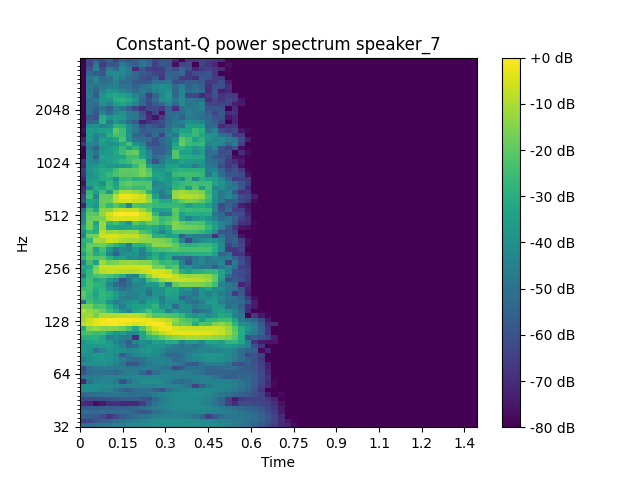 Constant-Q power spectrum speaker_7
+0 dB
2048
-10 dB
1024
-20 dB
512
-30 dB
Hz
-40 dB
256
-50 dB
128
-60 dB
64
-70 dB
32
-80 dB
0 0.15 0.3 0.45 0.6 0.75 0.9 1.1 1.2 1.4
Time